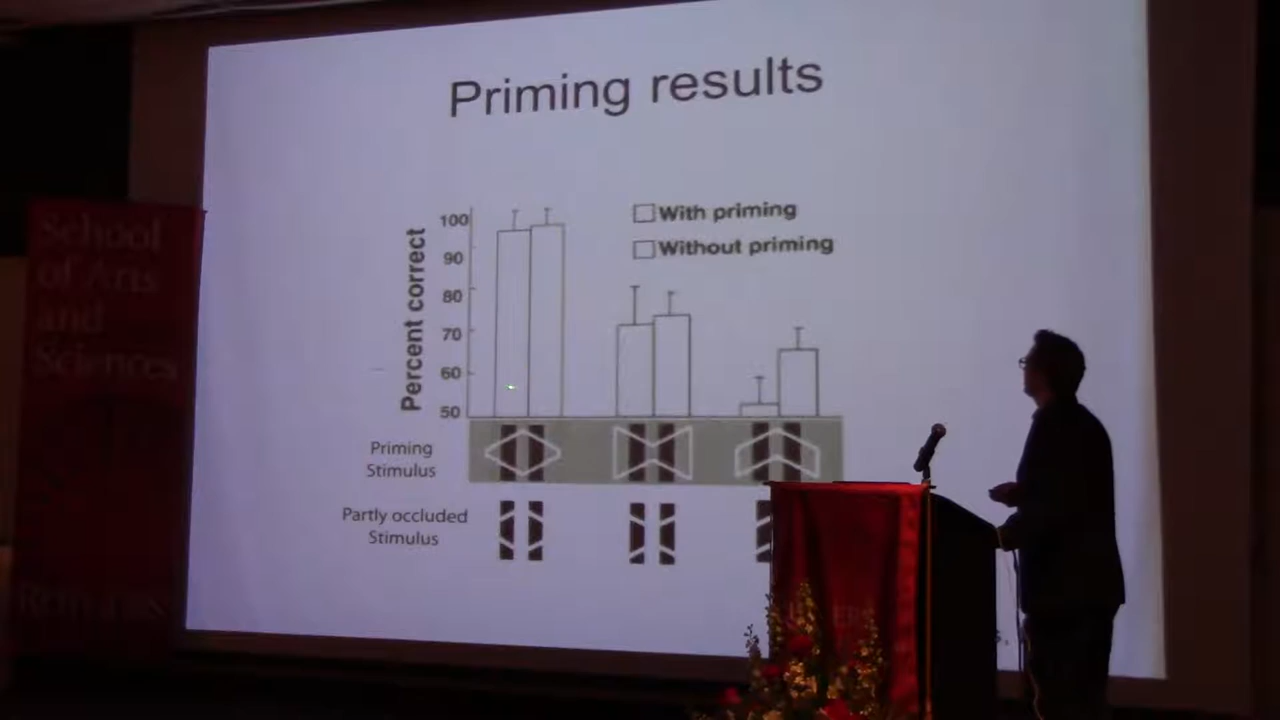 Priming results
School
of Arts
and
Sciences
With priming
Without priming
Percent correct
100
90
80
70
60
50
Priming
Stimulus
Partly occluded
Stimulus
RUTGERS